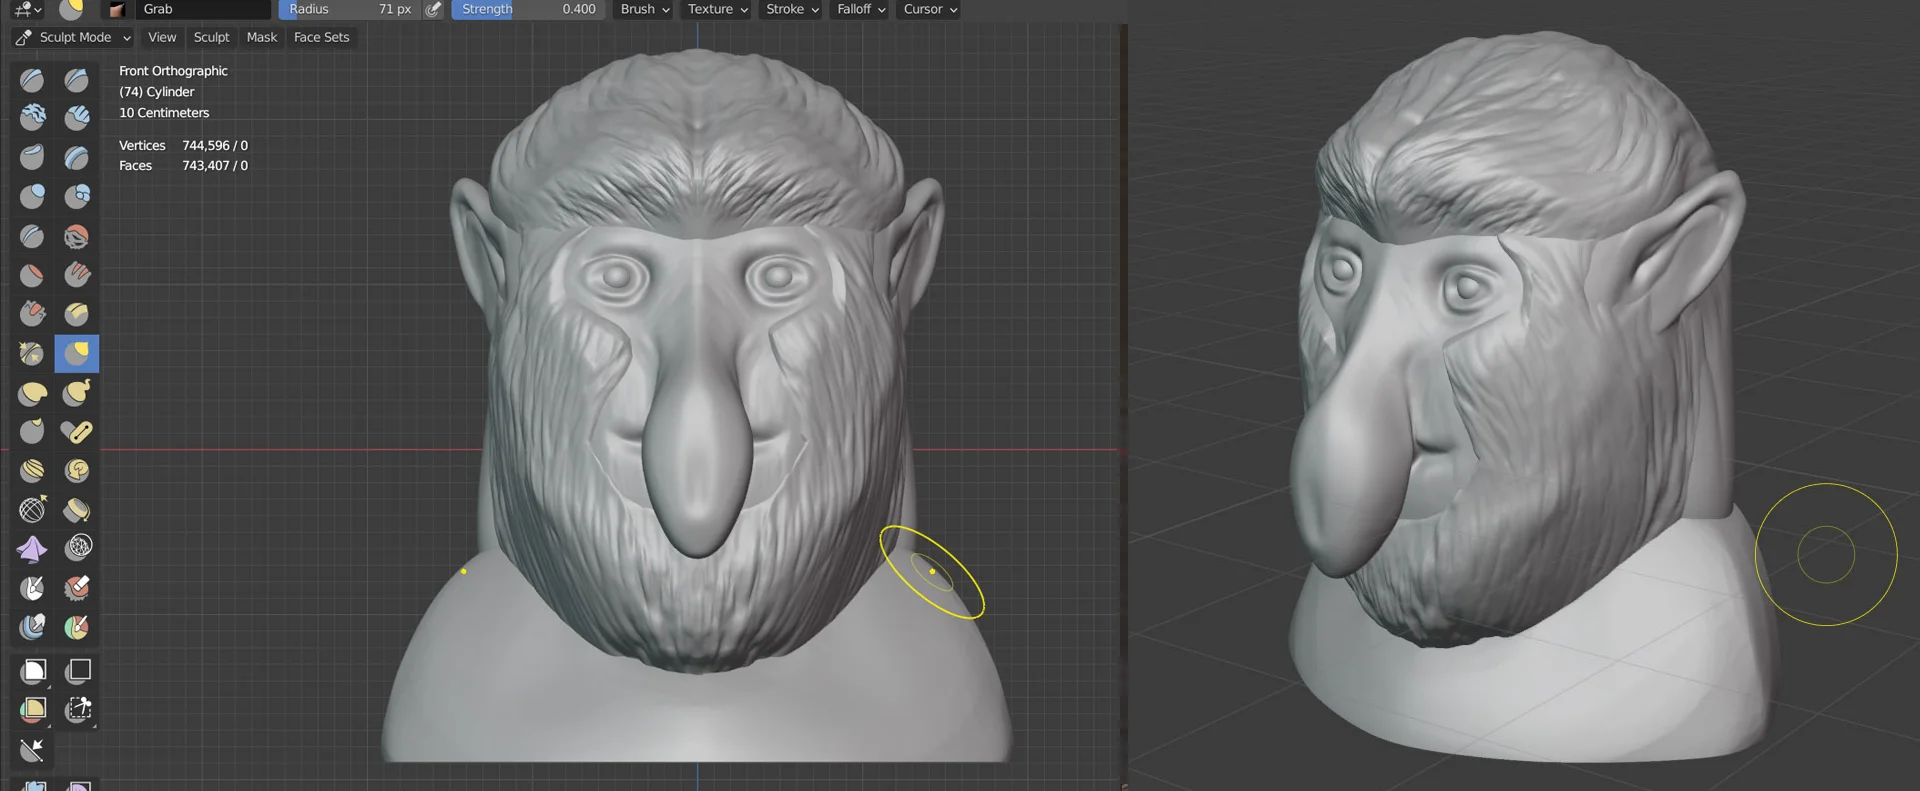 Grab Radius 71 px Strength 0.400 Brush Texture Stroke Falloff Cursor
Sculpt Mode View Sculpt Mask Face Sets
Front Orthographic
(74) Cylinder
10 Centimeters
Vertices 744,596 / 0
Faces 743,407 / 0